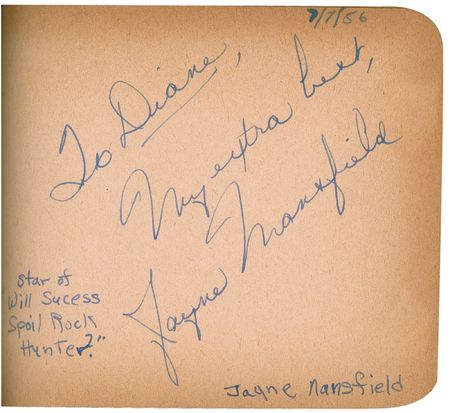 7/7/56
To Diane,
My extra best,
Jayne Mansfield
star of
"Will Sucess
Spoil Rock
Hunter?"
Jayne Mansfield